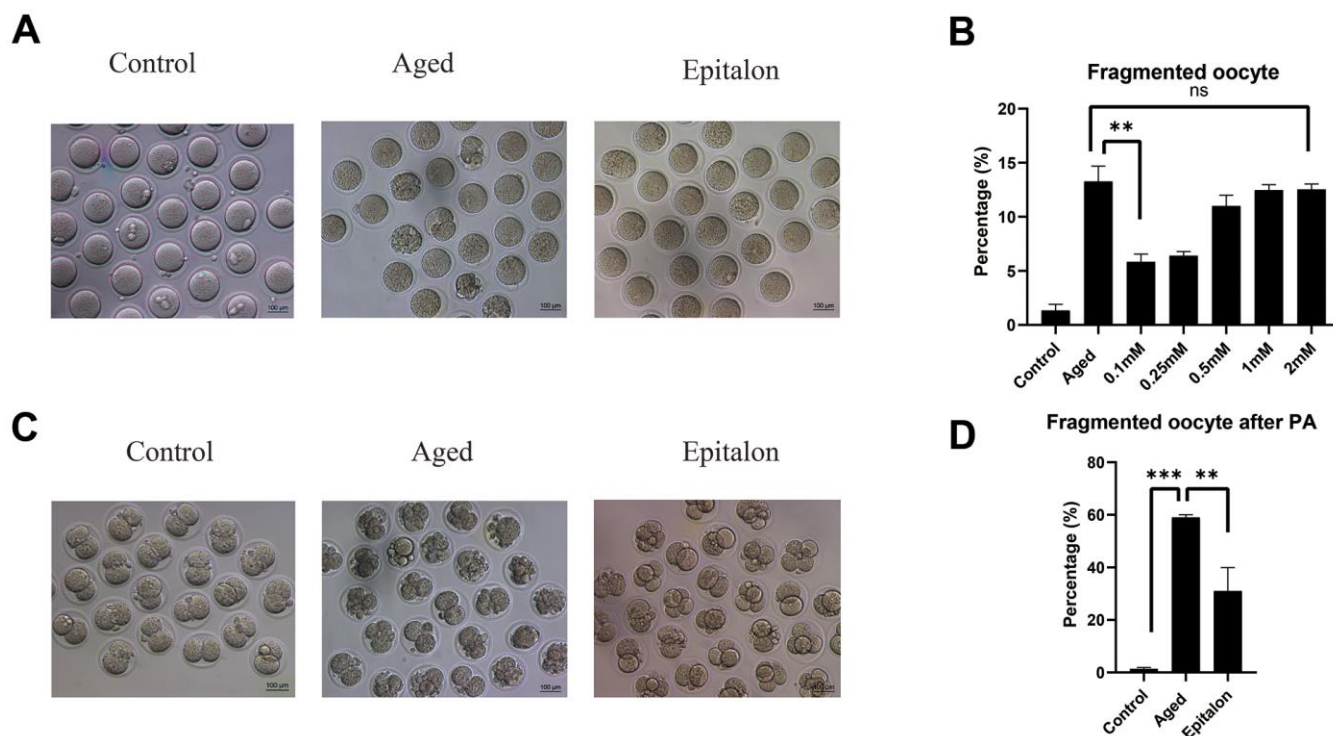 A
Control
Aged
Epitalon
100 µm
100 µm
100 µm
B
Fragmented oocyte
ns
**
Percentage (%)
20
15
10
5
0
Control
Aged
0.1mM
0.25mM
0.5mM
1mM
2mM
C
Control
Aged
Epitalon
100 µm
100 µm
100 µm
D
Fragmented oocyte after PA
*** **
Percentage (%)
80
60
40
20
0
Control
Aged
Epitalon